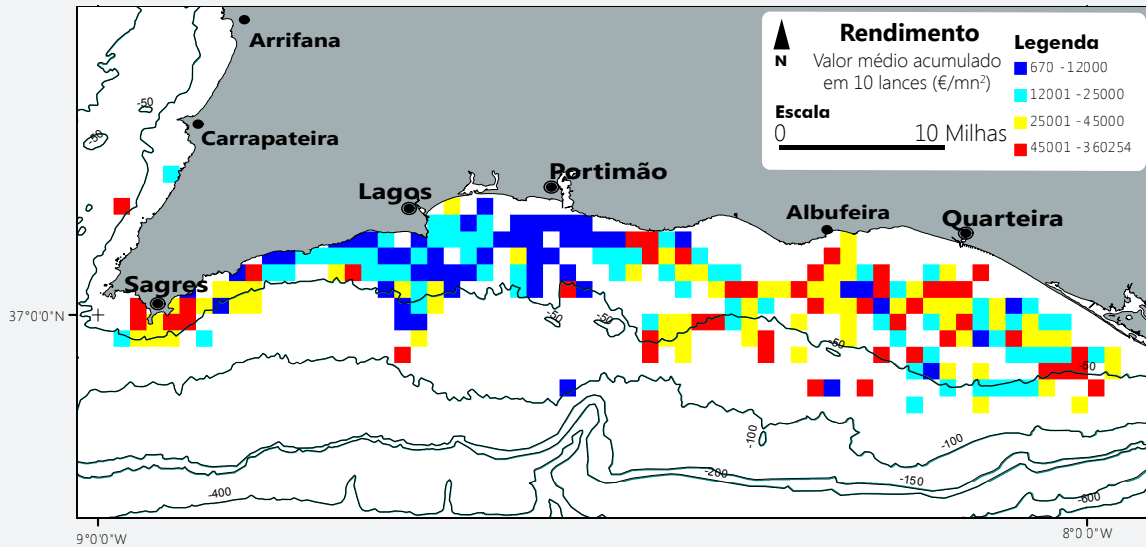 Arrifana
Carrapateira
Sagres
Lagos
Portimão
Albufeira
Quarteira
Rendimento
Valor médio acumulado
em 10 lances (€/mn²)
N
Escala
0 10 Milhas
Legenda
670 -12000
12001 -25000
25001 -45000
45001 -360254
-50
-50
-50
-50
-50
-50
-100
-100
-150
-200
-400
-600
37°0'0"N
9°0'0"W
8°0 0"W